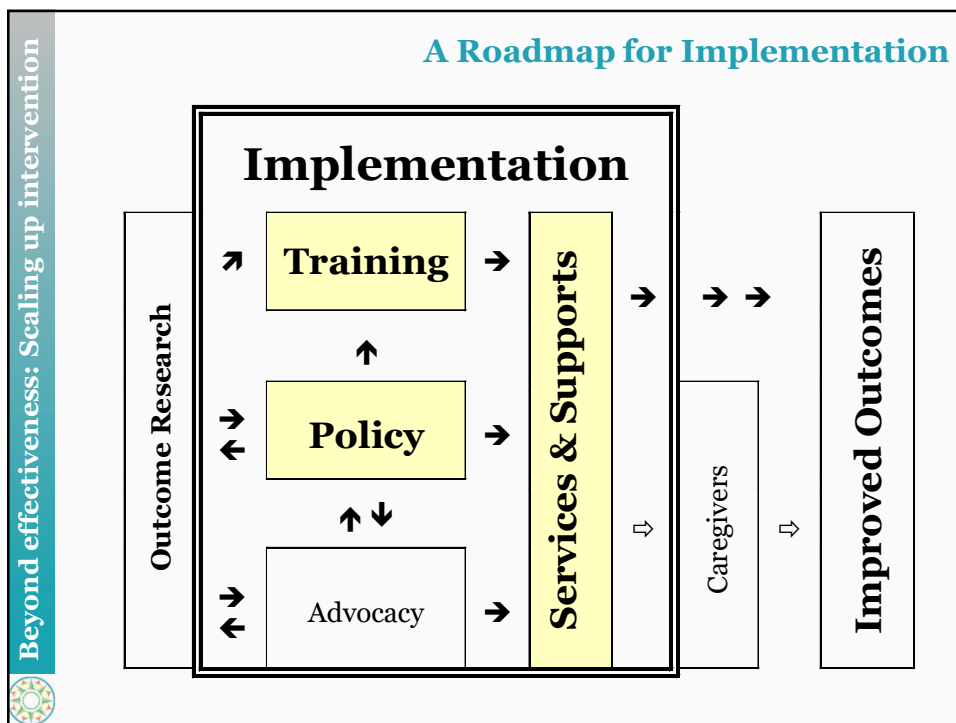 A Roadmap for Implementation
Beyond effectiveness: Scaling up intervention
Implementation
Outcome Research
Training
Policy
Advocacy
Services & Supports
Caregivers
Improved Outcomes